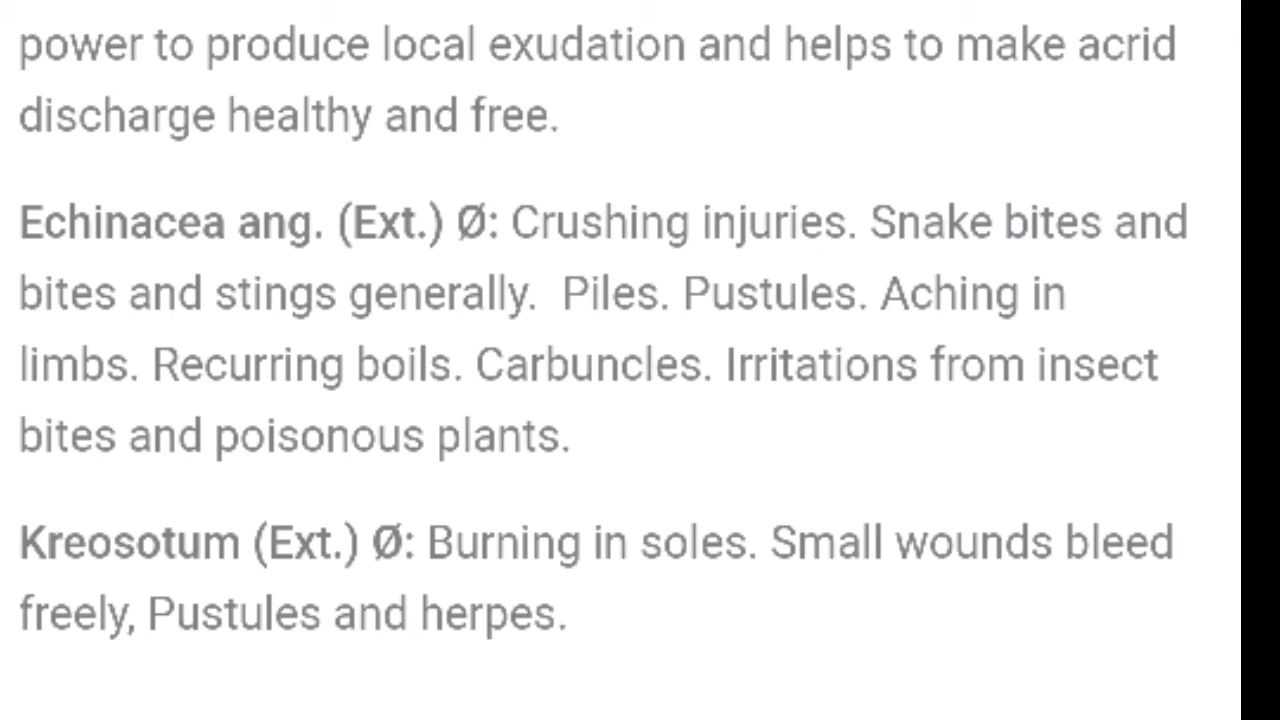 power to produce local exudation and helps to make acrid
discharge healthy and free.
Echinacea ang. (Ext.) Ø: Crushing injuries. Snake bites and
bites and stings generally.  Piles. Pustules. Aching in
limbs. Recurring boils. Carbuncles. Irritations from insect
bites and poisonous plants.
Kreosotum (Ext.) Ø: Burning in soles. Small wounds bleed
freely, Pustules and herpes.